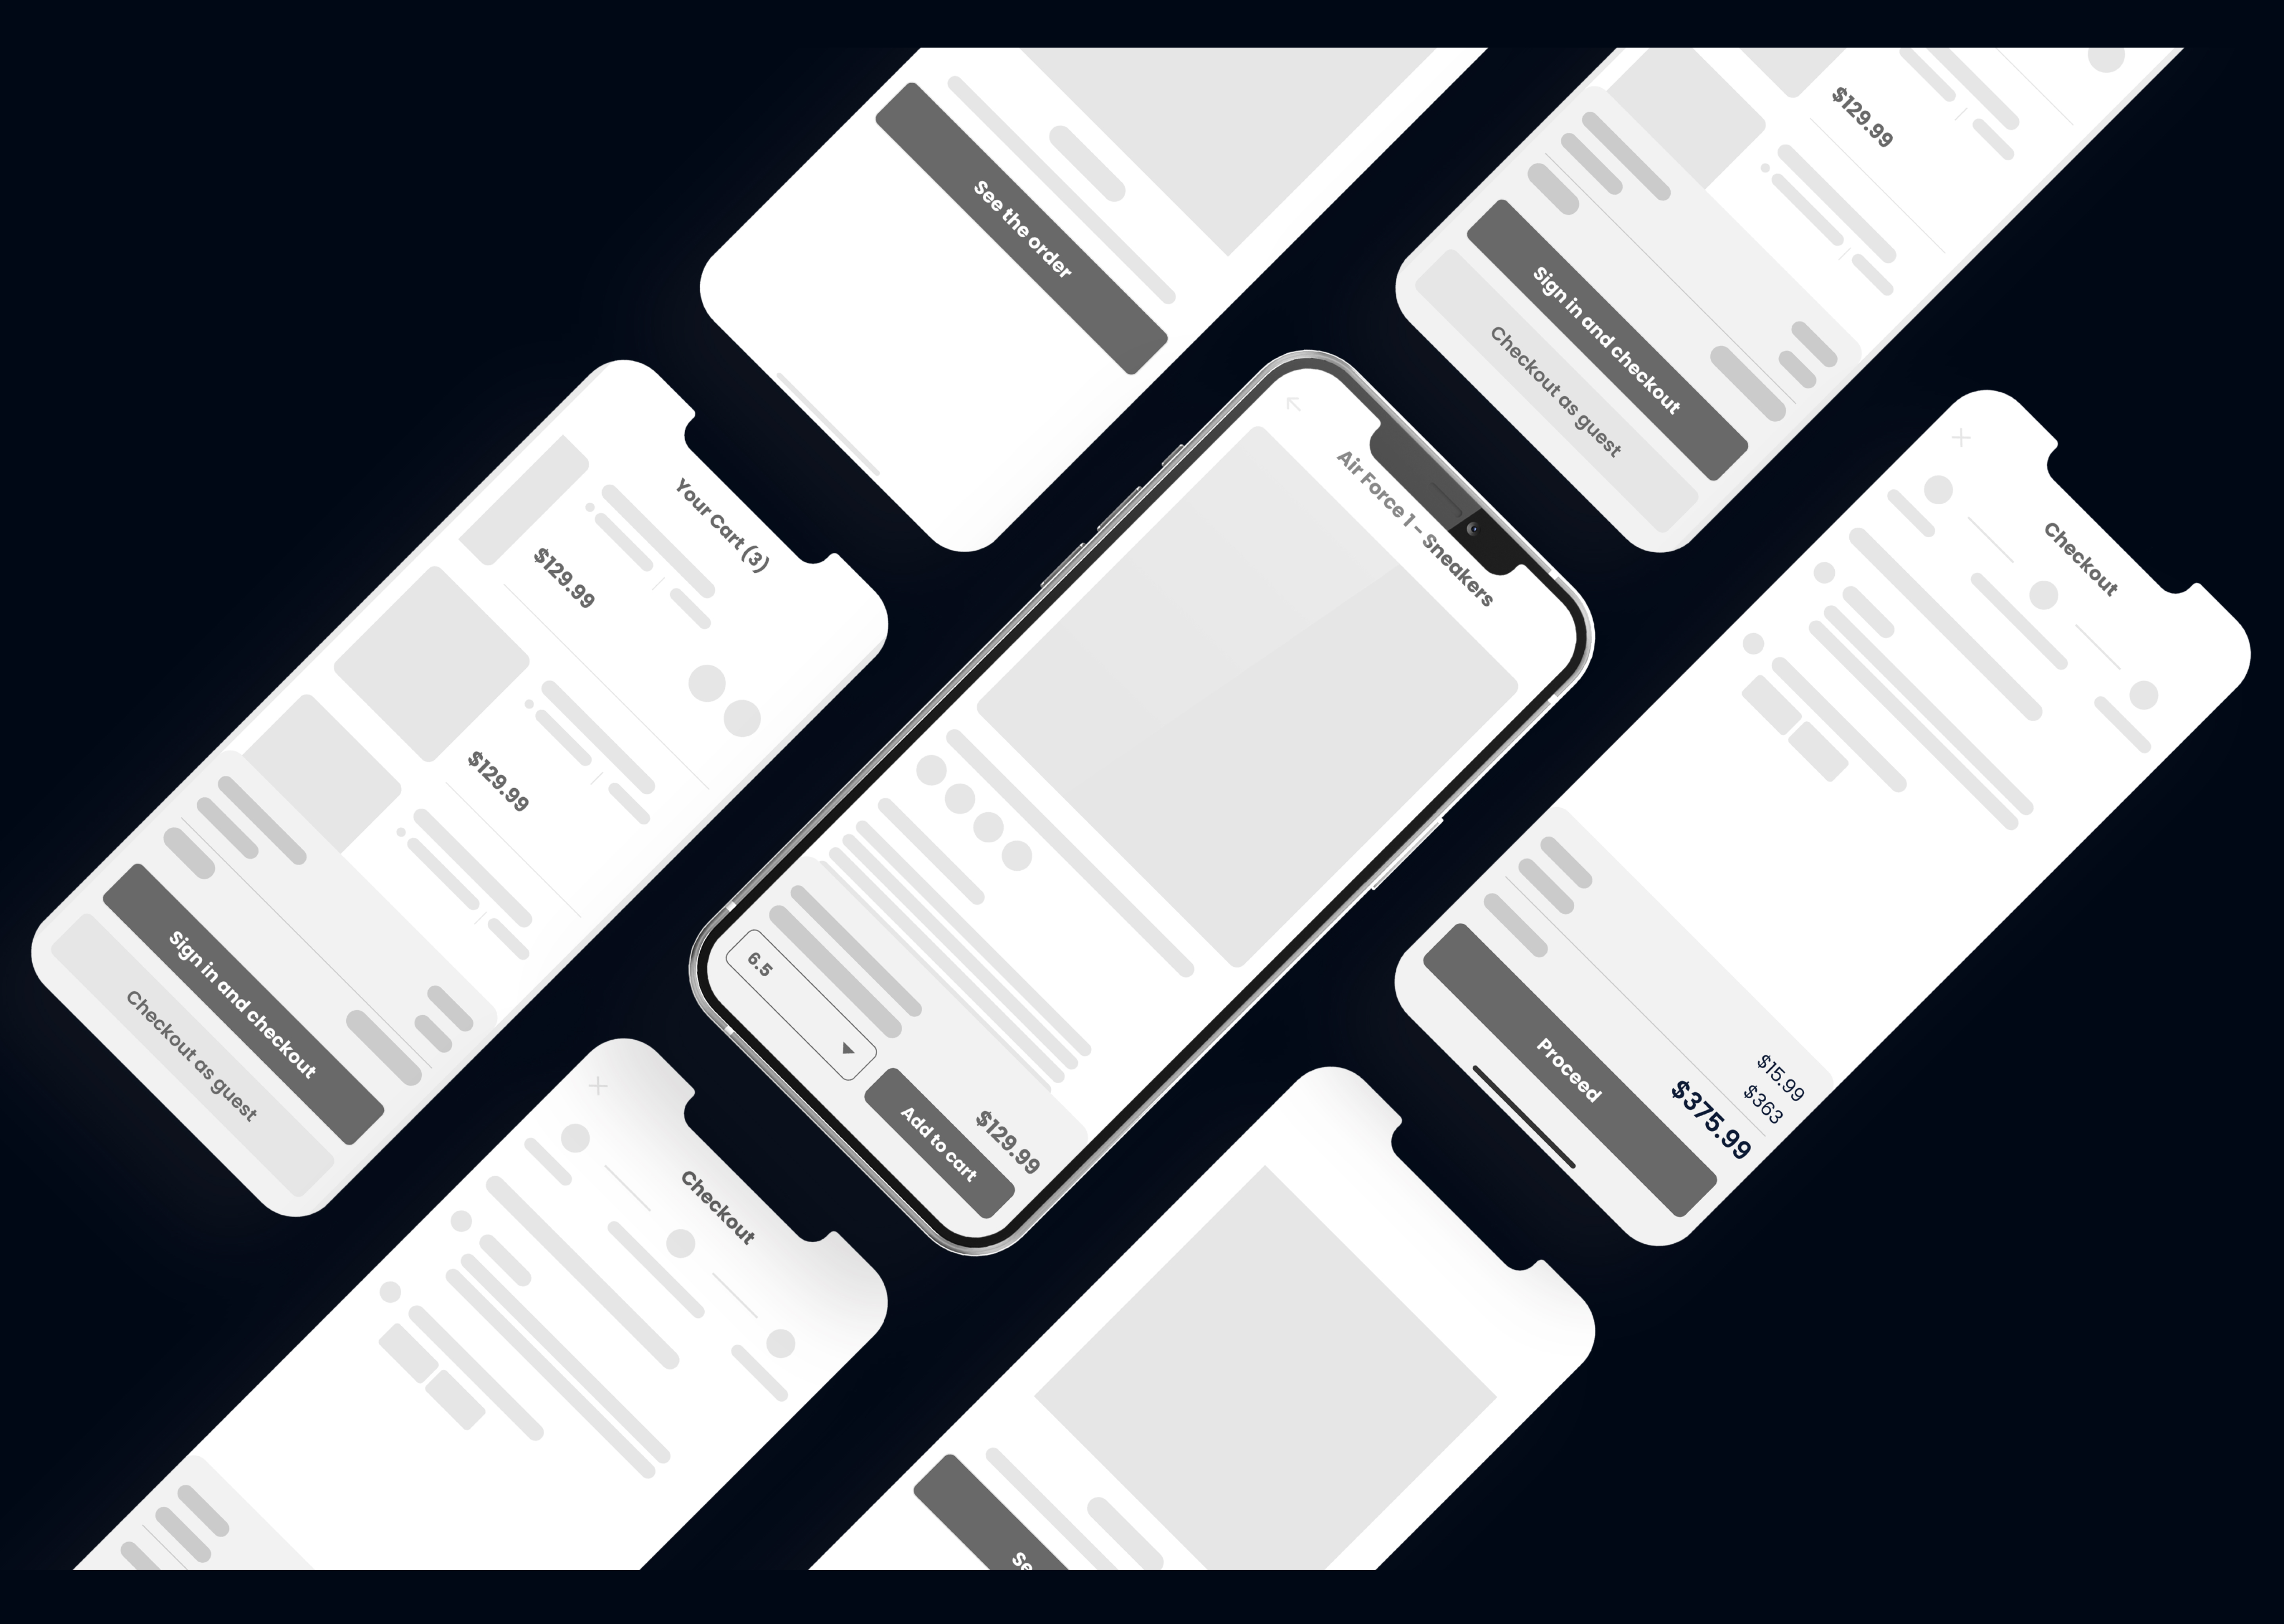 See the order
$129.99
Sign in and checkout
Checkout as guest
Your Cart (3)
$129.99
$129.99
Sign in and checkout
Checkout as guest
Air Force 1 - Sneakers
6.5
$129.99
Add to cart
Checkout
$15.99
$363
$375.99
Proceed
Checkout
Se